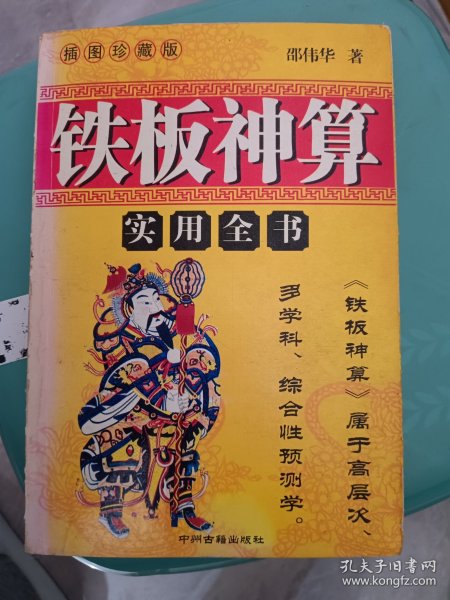 插图珍藏版
邵伟华 著
铁板神算
实用全书
《铁板神算》属于高层次、
多学科、综合性预测学。
中州古籍出版社
孔夫子旧书网
www.kongfz.com